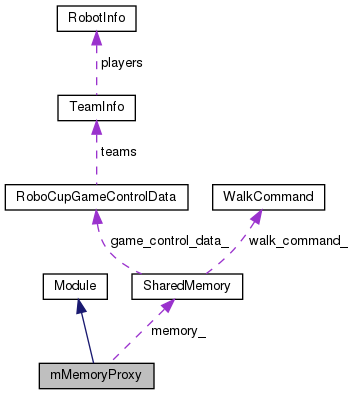 RobotInfo
players
TeamInfo
teams
RoboCupGameControlData
WalkCommand
game_control_data_
walk_command_
Module
SharedMemory
memory_
mMemoryProxy